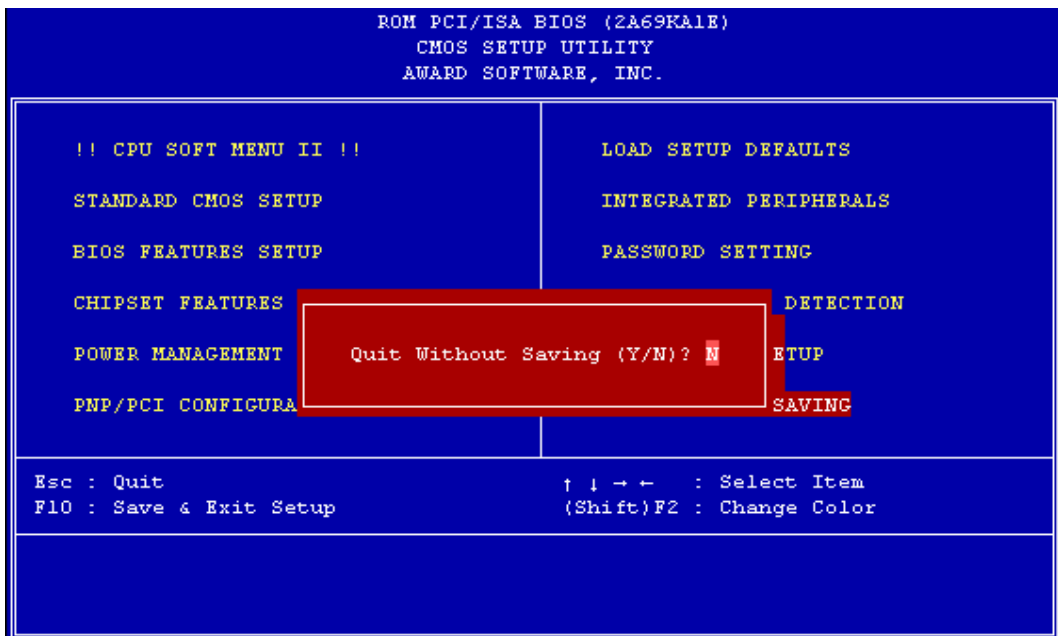 ROM PCI/ISA BIOS (2A69KA1E)
CMOS SETUP UTILITY
AWARD SOFTWARE, INC.
!! CPU SOFT MENU II !!
STANDARD CMOS SETUP
BIOS FEATURES SETUP
CHIPSET FEATURES
POWER MANAGEMENT
PNP/PCI CONFIGURA
LOAD SETUP DEFAULTS
INTEGRATED PERIPHERALS
PASSWORD SETTING
DETECTION
ETUP
SAVING
Quit Without Saving (Y/N)? N
Esc : Quit
F10 : Save & Exit Setup
↑ ↓ → ← : Select Item
(Shift)F2 : Change Color